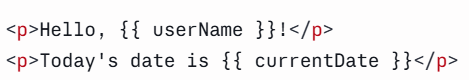 <p>Hello, {{ userName }}!</p>
<p>Today's date is {{ currentDate }}</p>